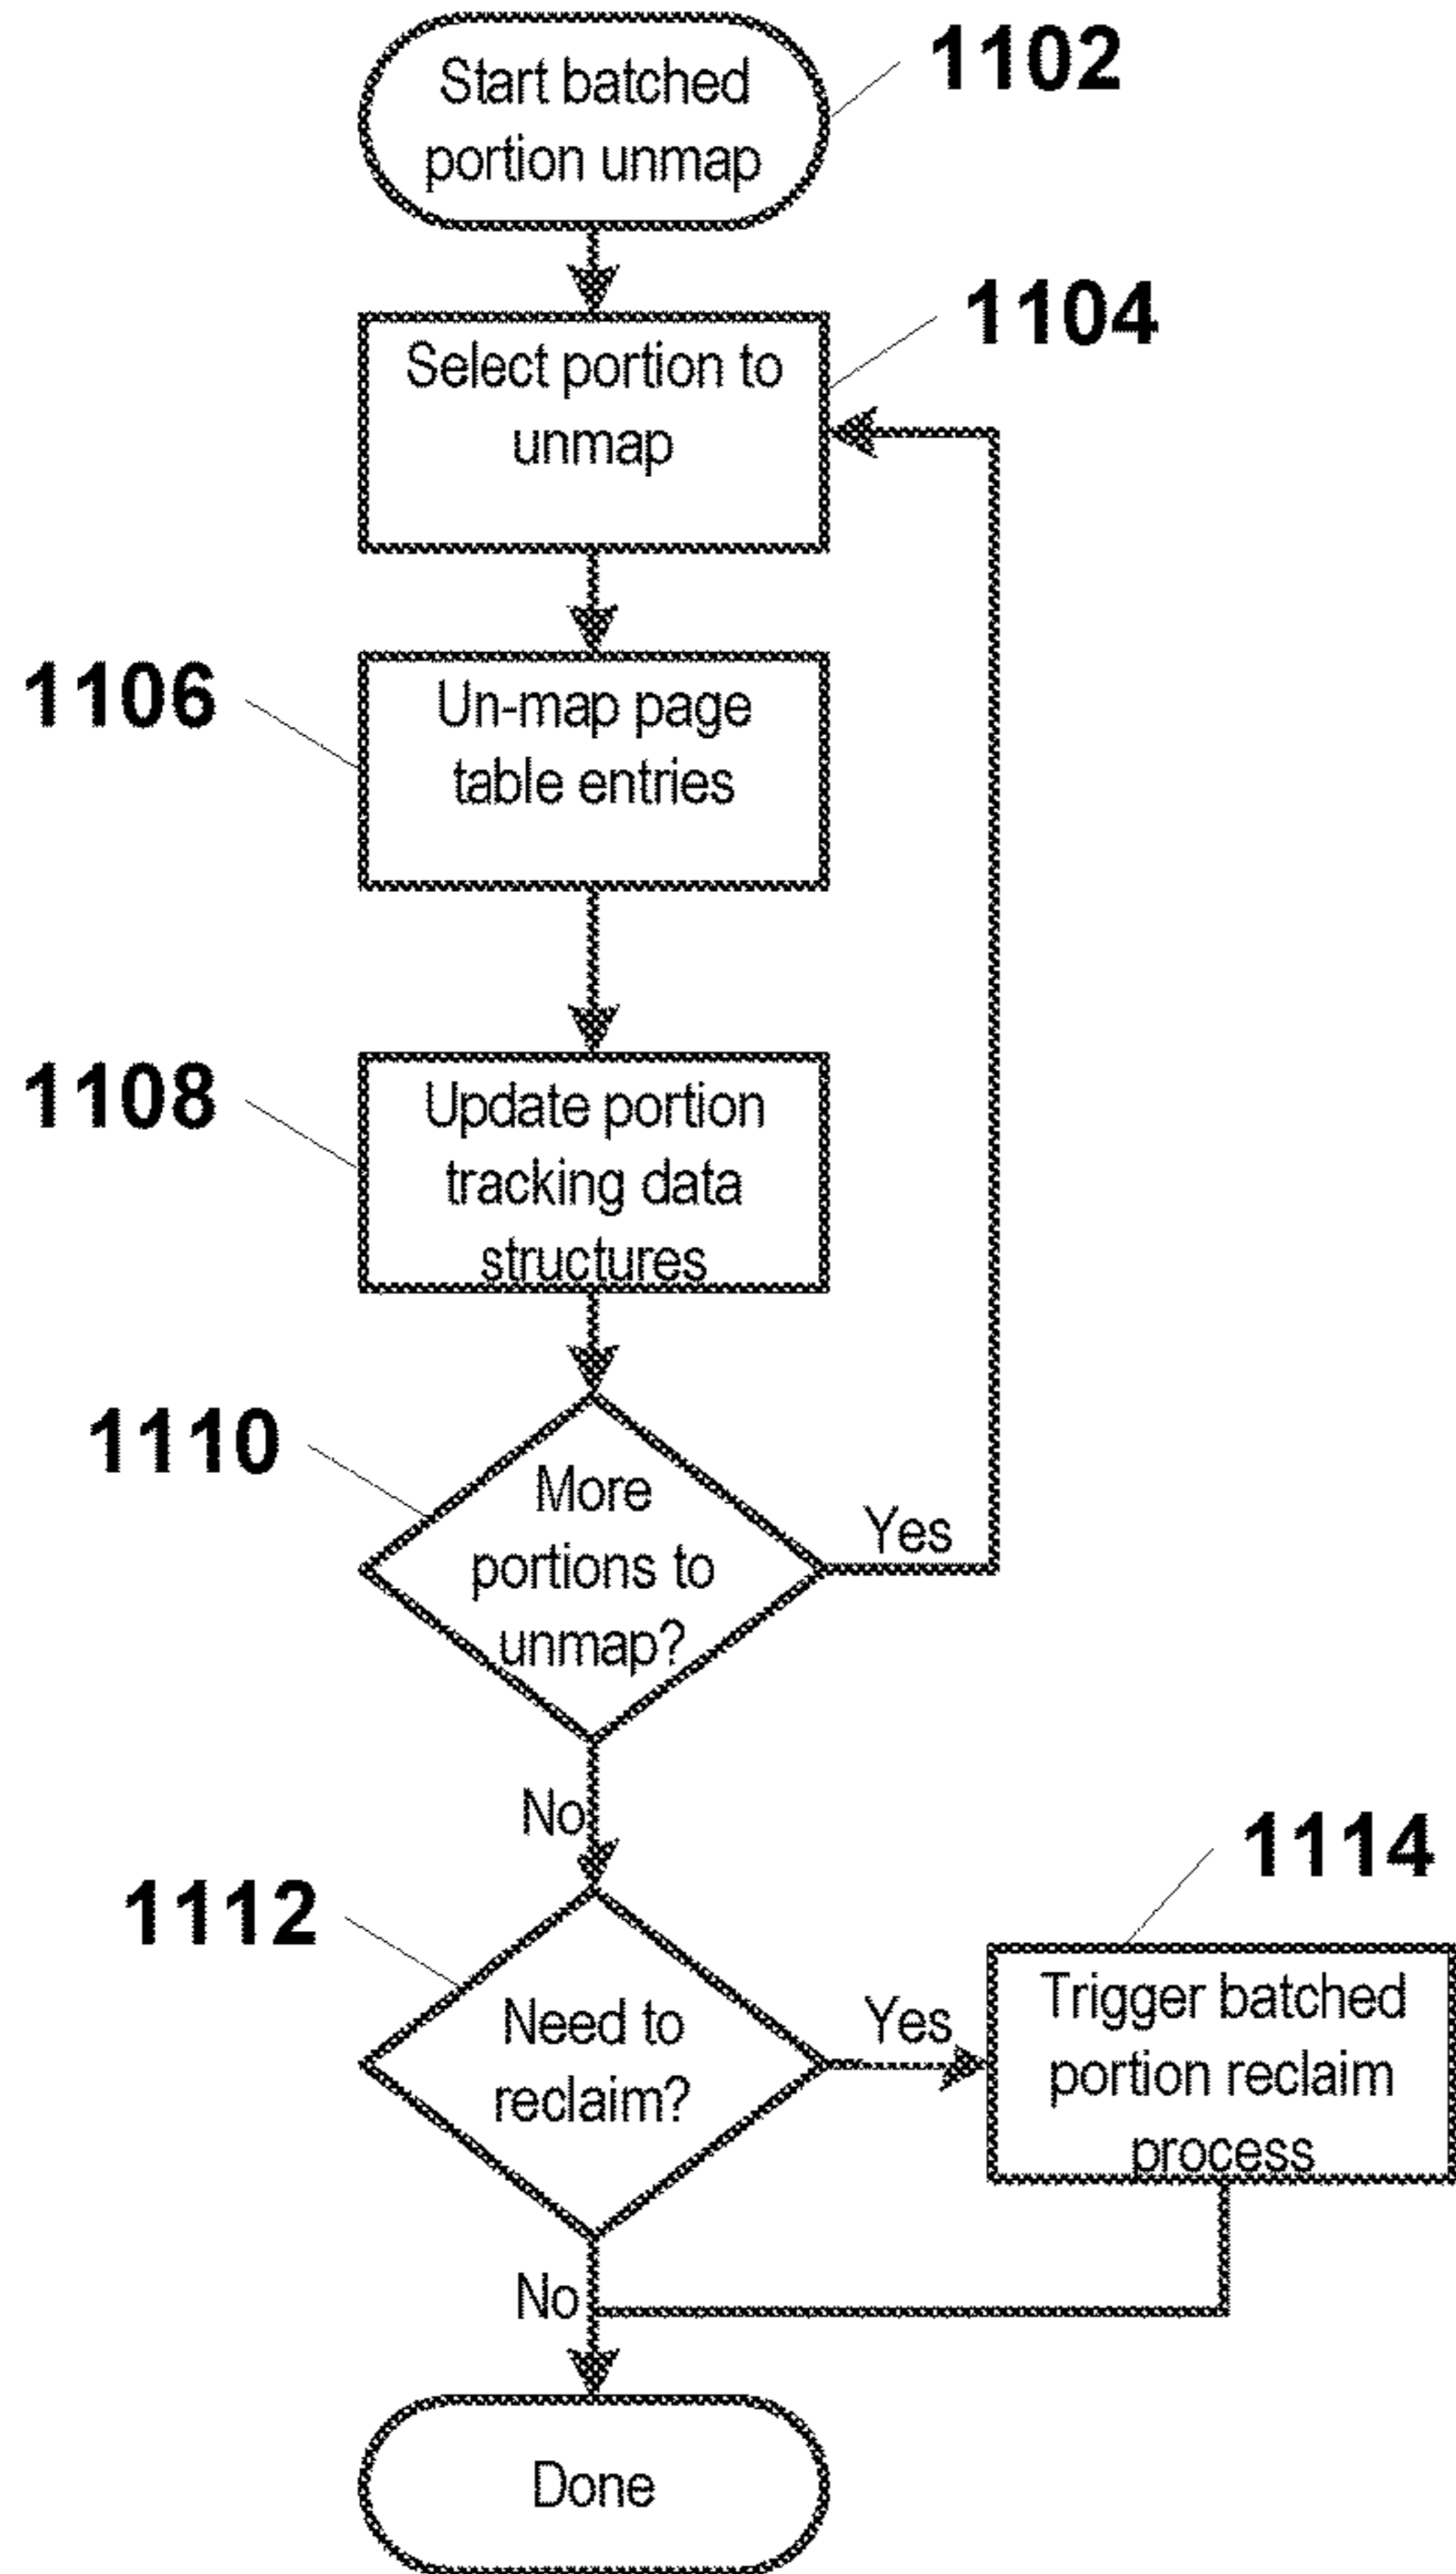 Start batched
portion unmap
1102
Select portion to
unmap
1104
Un-map page
table entries
1106
Update portion
tracking data
structures
1108
More
portions to
unmap?
1110
Yes
No
Need to
reclaim?
1112
Yes
Trigger batched
portion reclaim
process
1114
No
Done